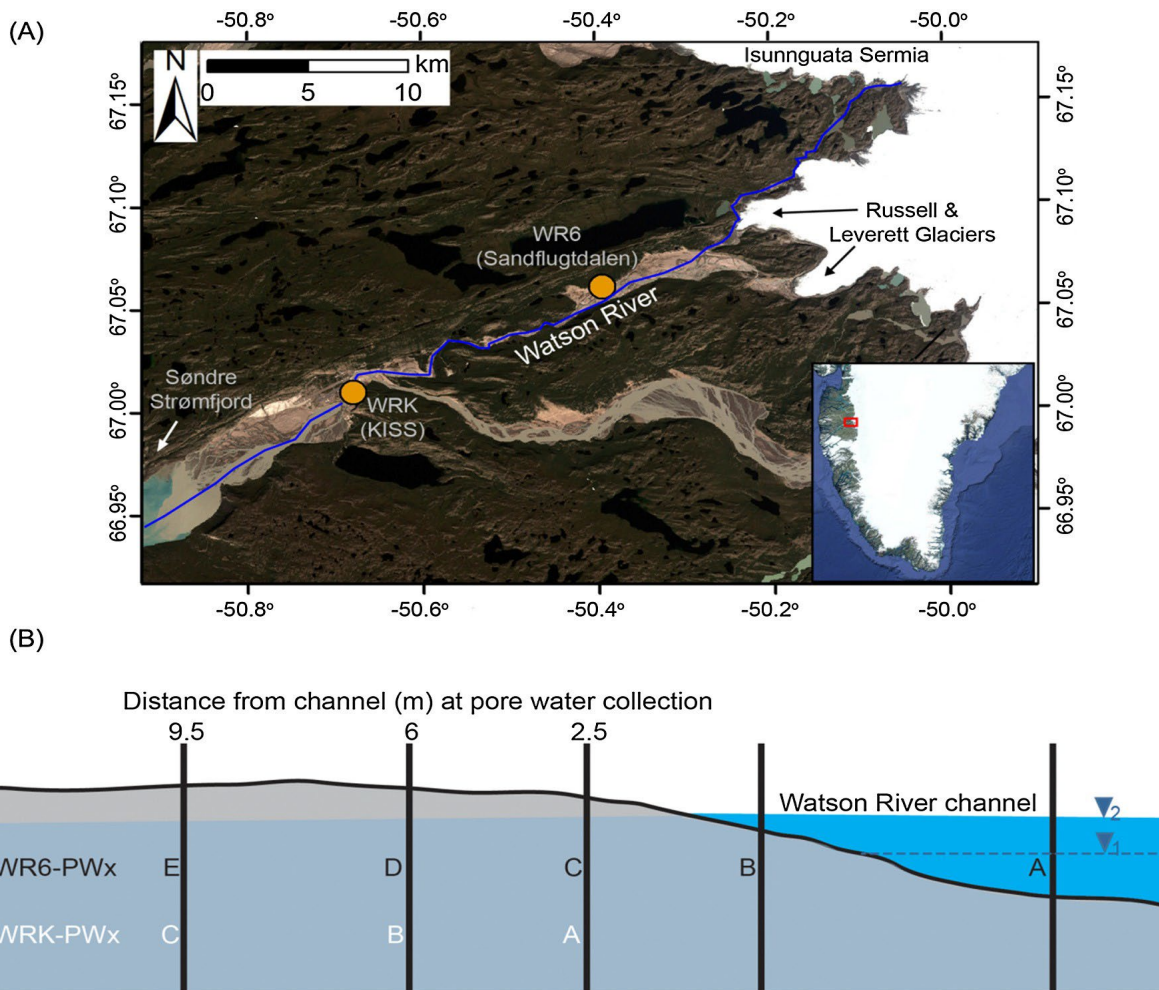 (A)
-50.8° -50.6° -50.4° -50.2° -50.0°
Isunnguata Sermia
N
km
0 5 10
67.15° 67.15°
67.10° 67.10°
Russell &
Leverett Glaciers
WR6
(Sandflugtdalen)
67.05° 67.05°
Watson River
Søndre
Strømfjord
WRK
(KISS)
67.00° 67.00°
66.95° 66.95°
-50.8° -50.6° -50.4° -50.2° -50.0°
(B)
Distance from channel (m) at pore water collection
9.5 6 2.5
Watson River channel
2
1
WR6-PWx E D C B A
WRK-PWx C B A